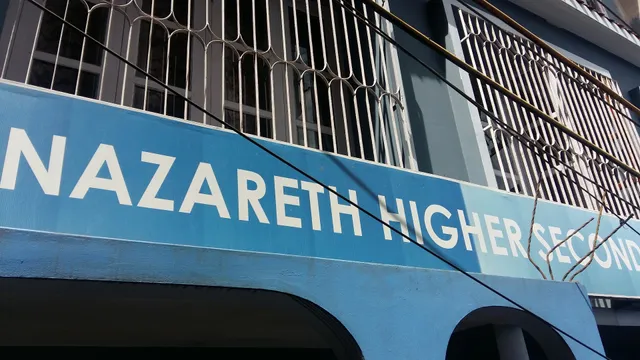 NAZARETH HIGHER SECOND